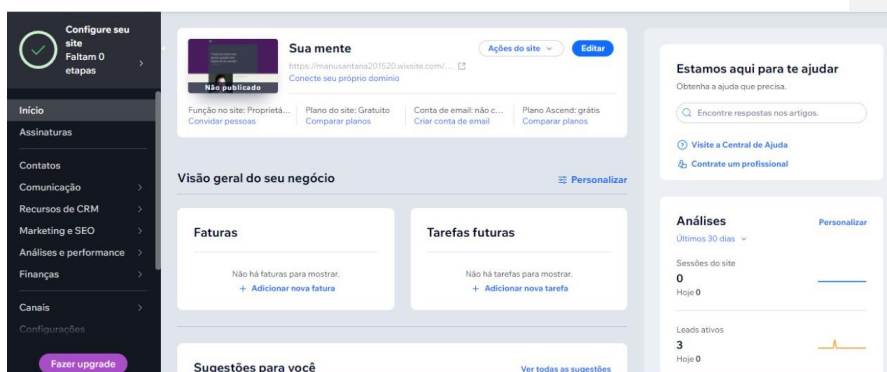 Configure seu
site
Faltam 0
etapas
Início
Assinaturas
Contatos
Comunicação
Recursos de CRM
Marketing e SEO
Análises e performance
Finanças
Canais
Configurações
Fazer upgrade
Não publicado
Sua mente
https://manusantana201520.wixsite.com/...
Conecte seu próprio domínio
Ações do site
Editar
Função no site: Proprietá...
Convidar pessoas
Plano do site: Gratuito
Comparar planos
Conta de email: não c...
Criar conta de email
Plano Ascend: grátis
Comparar planos
Visão geral do seu negócio
Personalizar
Faturas
Não há faturas para mostrar.
+ Adicionar nova fatura
Tarefas futuras
Não há tarefas para mostrar.
+ Adicionar nova tarefa
Sugestões para você
Ver todas as sugestões
Estamos aqui para te ajudar
Obtenha a ajuda que precisa.
Encontre respostas nos artigos.
Visite a Central de Ajuda
Contrate um profissional
Análises
Personalizar
Últimos 30 dias
Sessões do site
0
Hoje 0
Leads ativos
3
Hoje 0